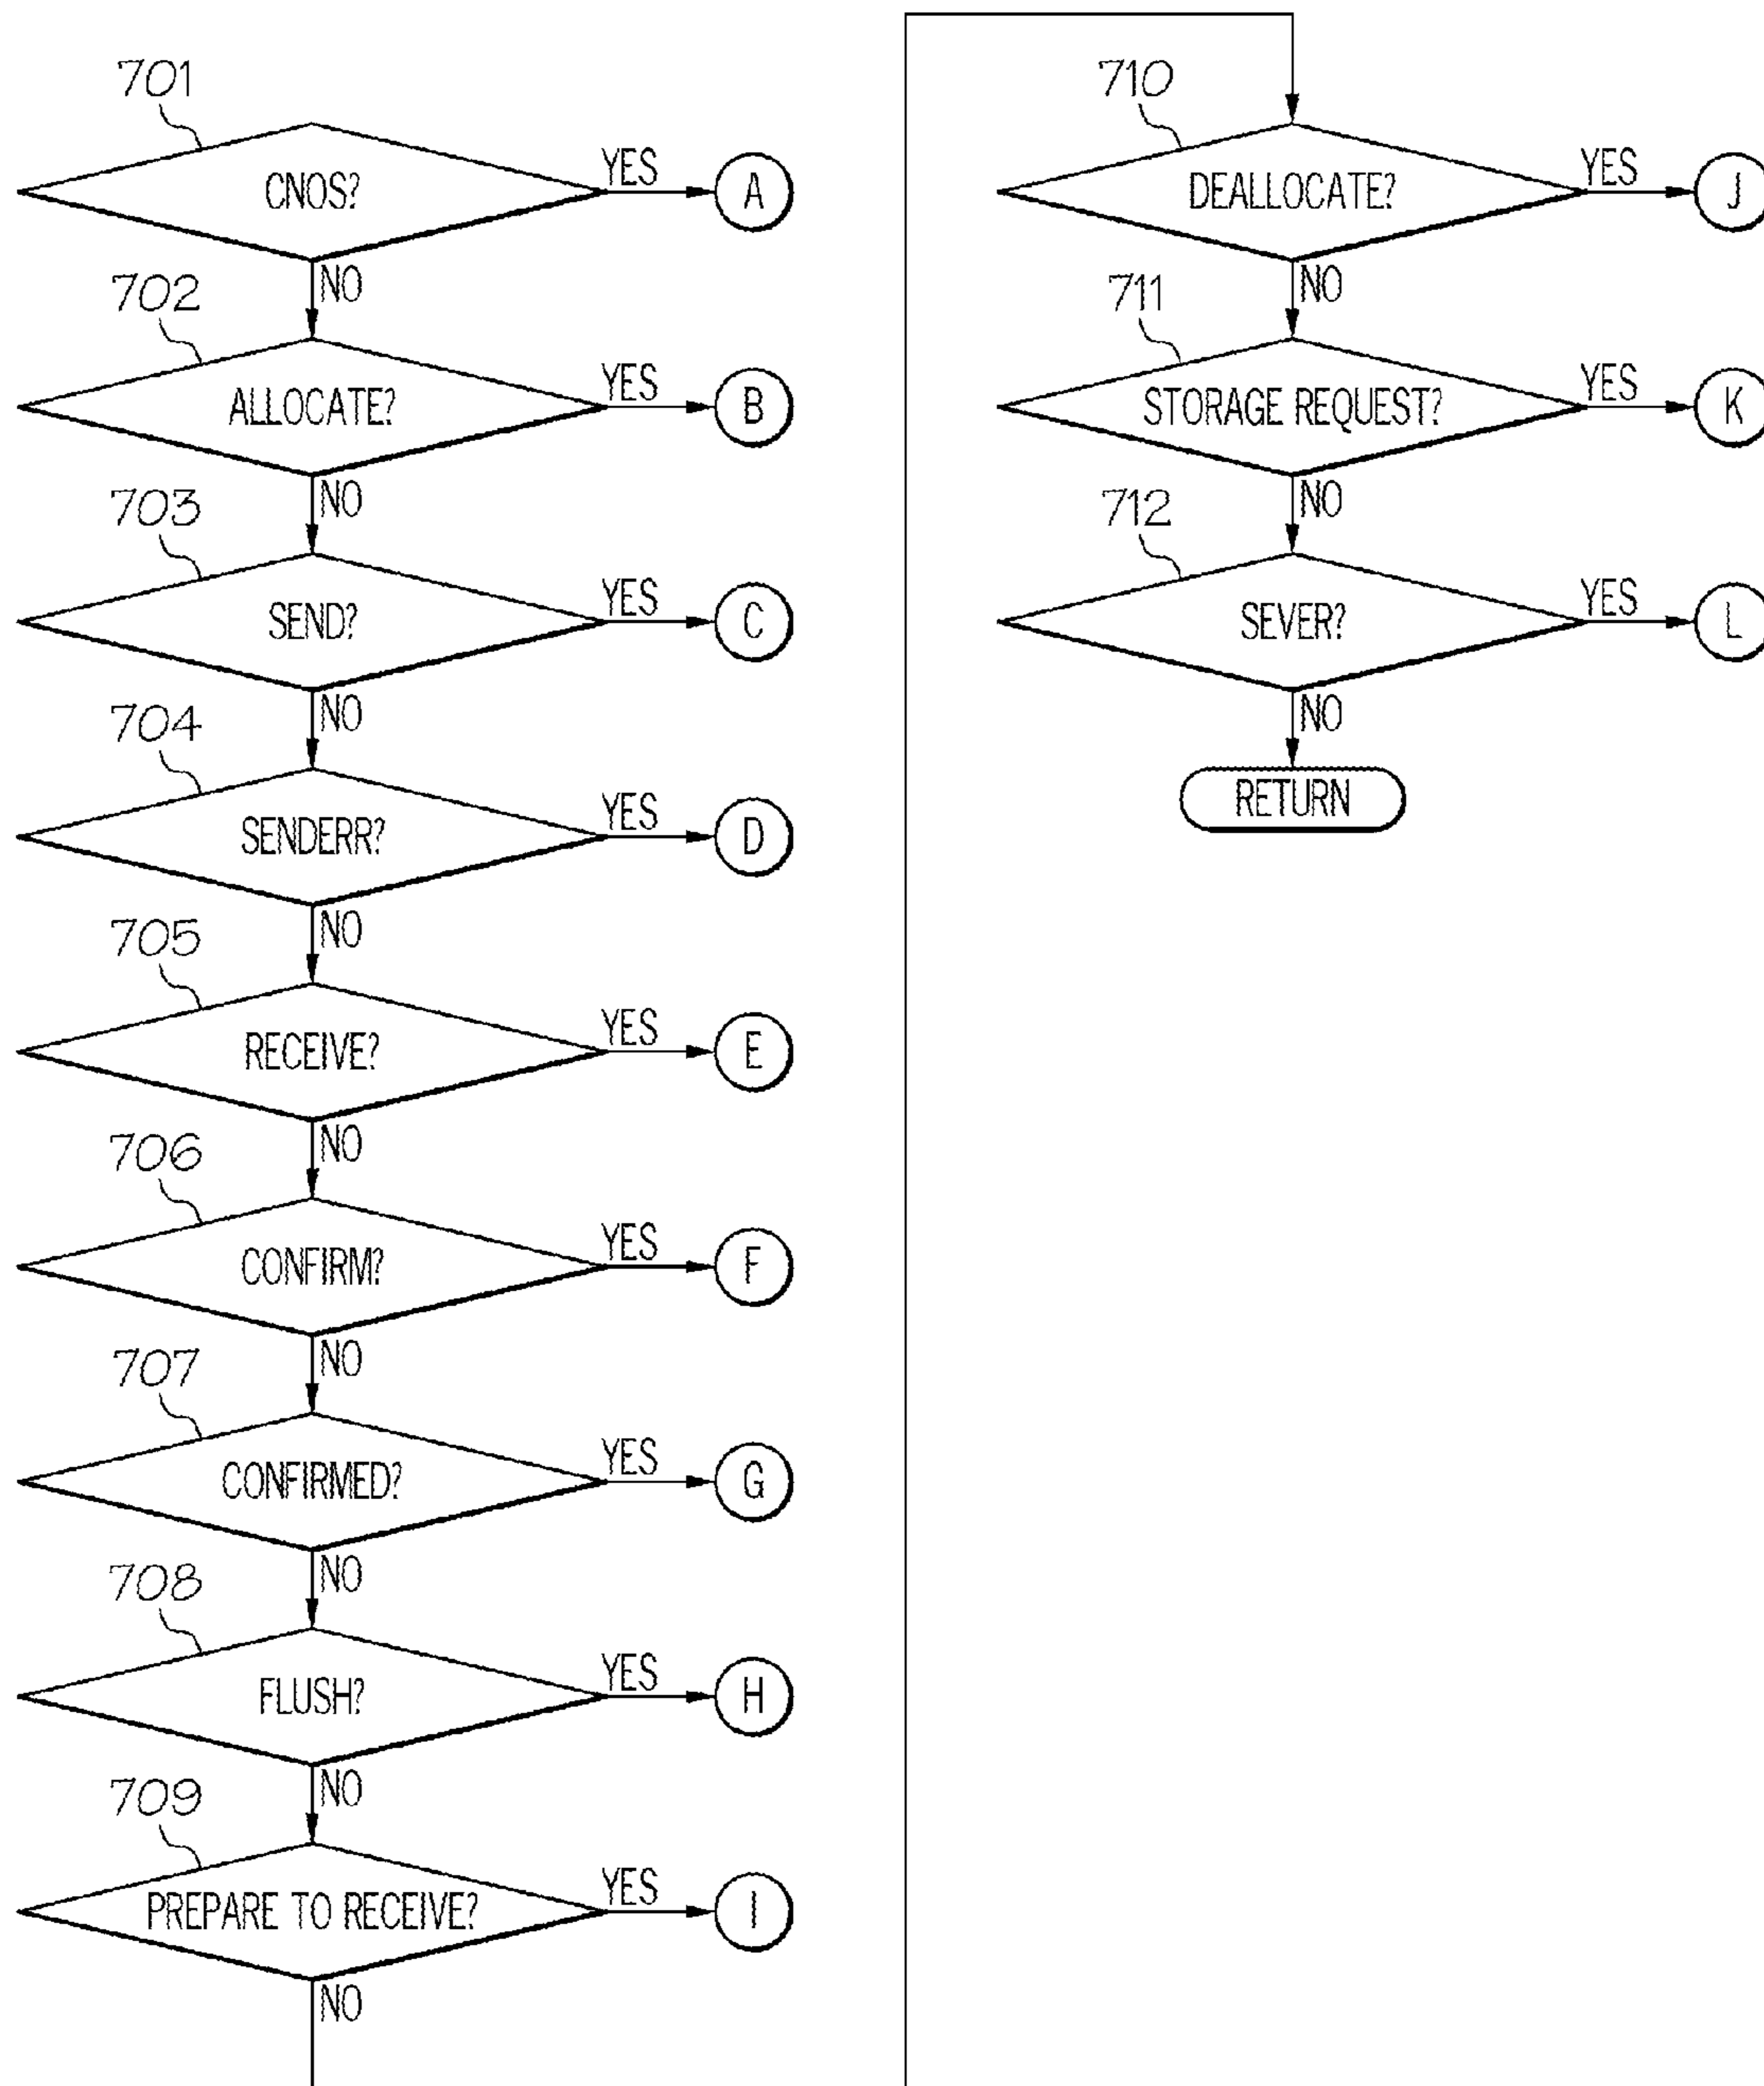 701
CNOS?
YES
A
NO
702
ALLOCATE?
YES
B
NO
703
SEND?
YES
C
NO
704
SENDERR?
YES
D
NO
705
RECEIVE?
YES
E
NO
706
CONFIRM?
YES
F
NO
707
CONFIRMED?
YES
G
NO
708
FLUSH?
YES
H
NO
709
PREPARE TO RECEIVE?
YES
I
NO
710
DEALLOCATE?
YES
J
NO
711
STORAGE REQUEST?
YES
K
NO
712
SEVER?
YES
L
NO
RETURN